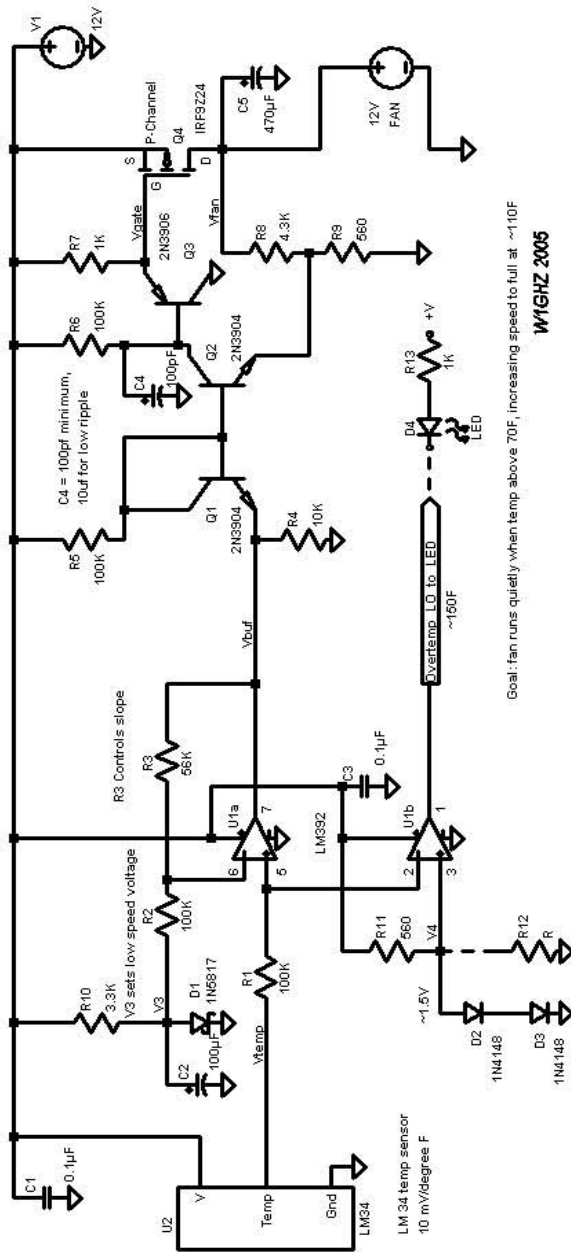 C1
0.1µF
U2
V
Temp
Gnd
LM34
LM 34 temp sensor
10 mV/degree F
R10
3.3K
V3 sets low speed voltage
V3
C2
100µF
D1
1N5817
Vtemp
R2
100K
R1
100K
R3 Controls slope
R3
56K
6
5
7
U1a
LM392
C3
0.1µF
R11
560
~1.5V
V4
D2
1N4148
D3
1N4148
R12
R
2
3
1
U1b
Vbuf
Overtemp LO to LED
~150F
D4
LED
R13
1K
+V
R5
100K
C4 = 100pf minimum,
10uf for low ripple
Q1
2N3904
R4
10K
R6
100K
C4
100pF
Q2
2N3904
R7
1K
2N3906
Q3
Vgate
S
G
D
P-Channel
Q4
IRF9Z24
Vfan
R8
4.3K
R9
560
C5
470µF
12V
FAN
V1
12V
Goal: fan runs quietly when temp above 70F, increasing speed to full at ~110F
W1GHZ 2005